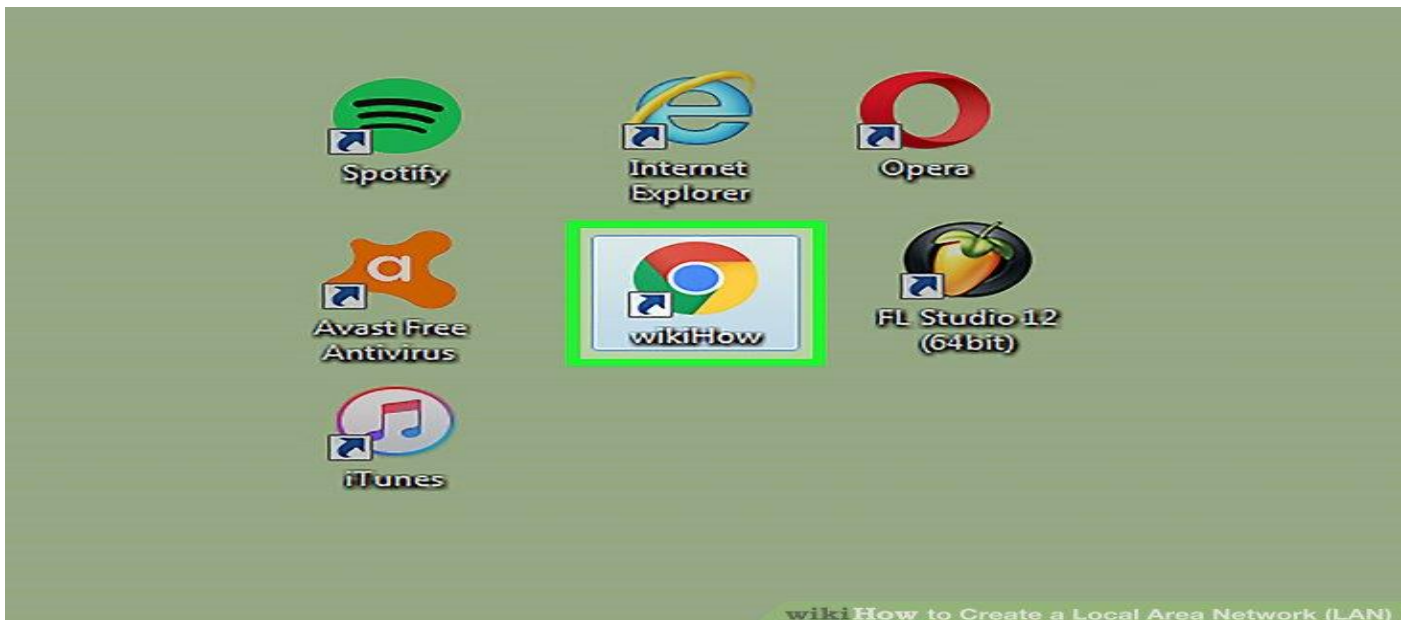 Spotify
Internet
Explorer
Opera
a
Avast Free
Antivirus
wikiHow
FL Studio 12
(64bit)
iTunes
wikiHow to Create a Local Area Network (LAN)